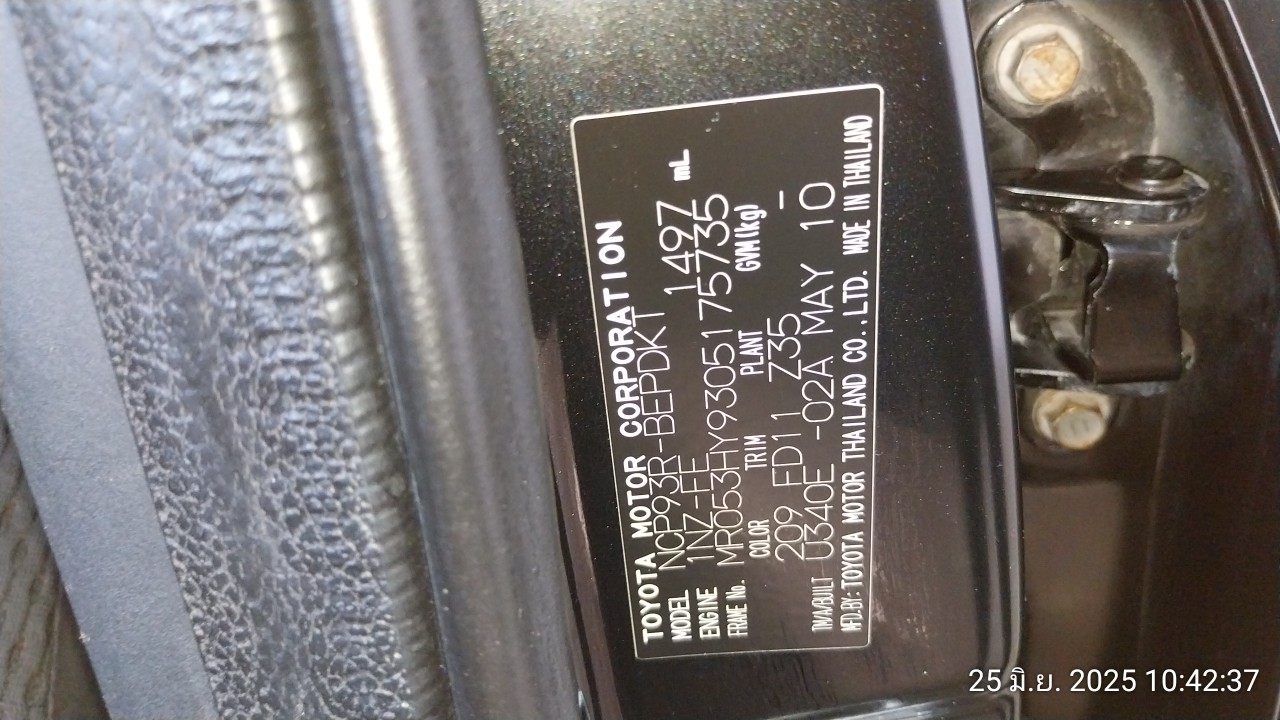 TOYOTA MOTOR CORPORATION
MODEL NCP93R-BEPDKT 1497 mL
ENGINE 1NZ-FE
FRAME No. MR053HY9305175735
COLOR TRIM PLANT GVM(kg)
209 FD11 Z35 -
TM/A/BUILT U340E -02A MAY 10
MFD.BY:TOYOTA MOTOR THAILAND CO.,LTD. MADE IN THAILAND
25 มิ.ย. 2025 10:42:37